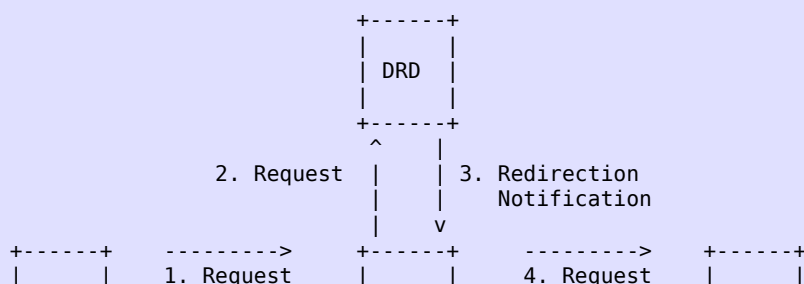 DRD
2. Request 3. Redirection
Notification
1. Request 4. Request